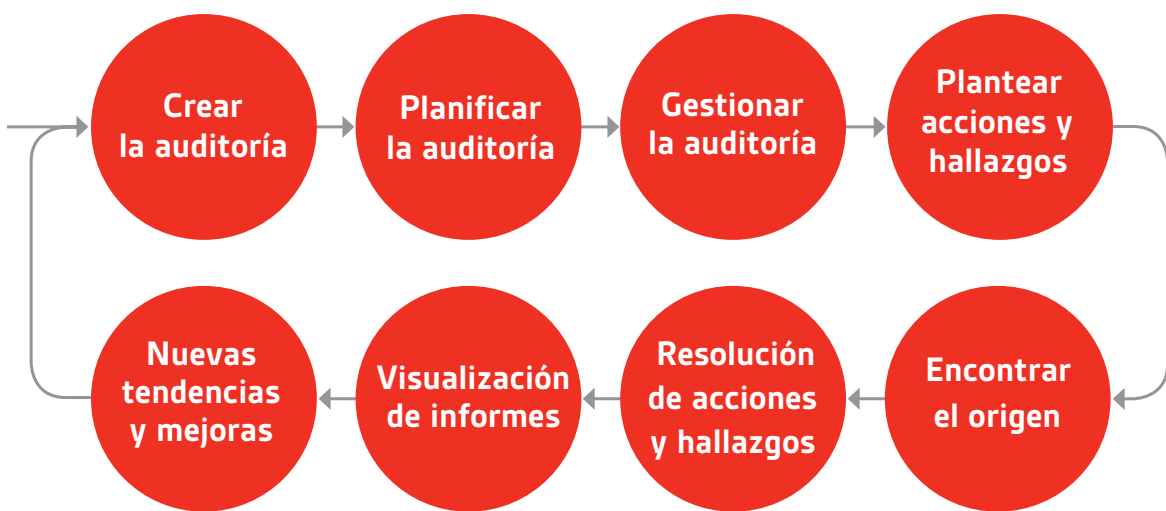 Crear
la auditoría
Planificar
la auditoría
Gestionar
la auditoría
Plantear
acciones y
hallazgos
Encontrar
el origen
Resolución
de acciones
y hallazgos
Visualización
de informes
Nuevas
tendencias
y mejoras